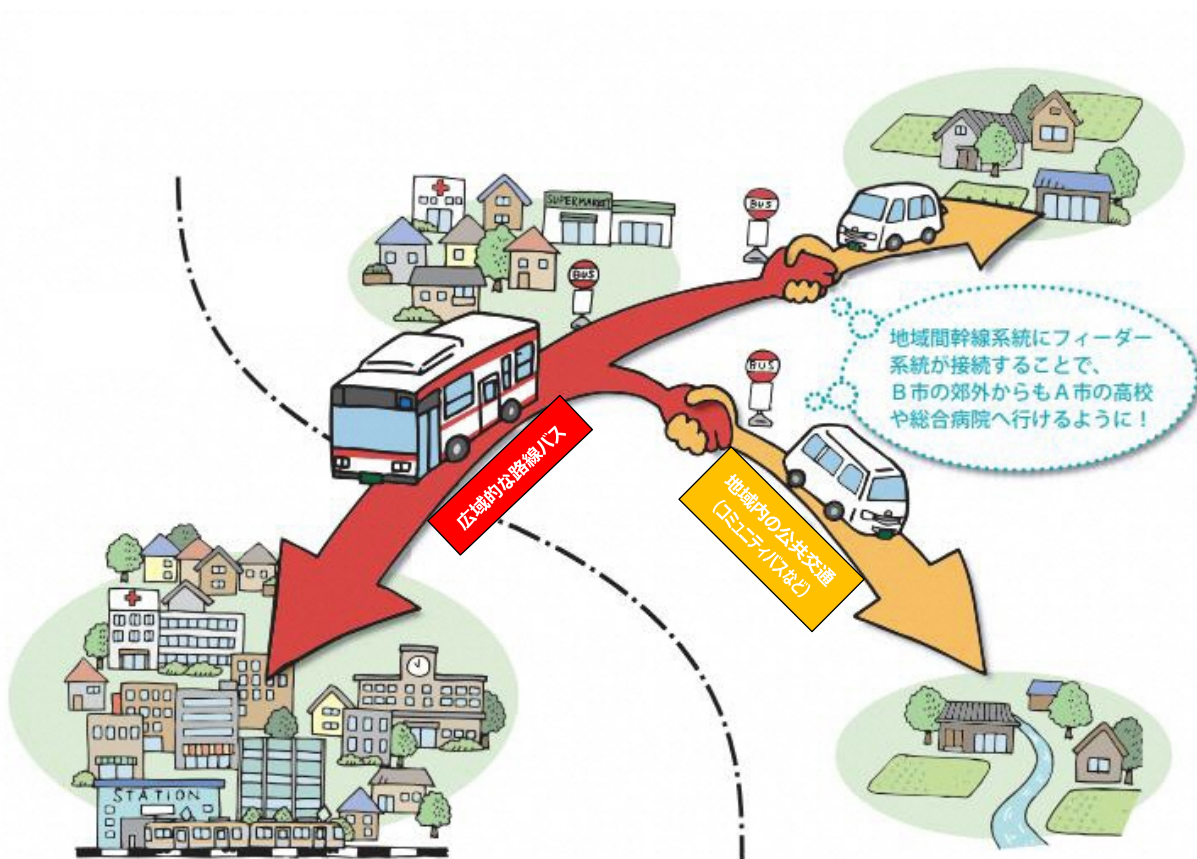 SUPERMARKET
BUS
BUS
BUS
地域間幹線系統にフィーダー
系統が接続することで、
B市の郊外からもA市の高校
や総合病院へ行けるように！
広域的な路線バス
地域内の公共交通
（コミュニティバスなど）
STATION